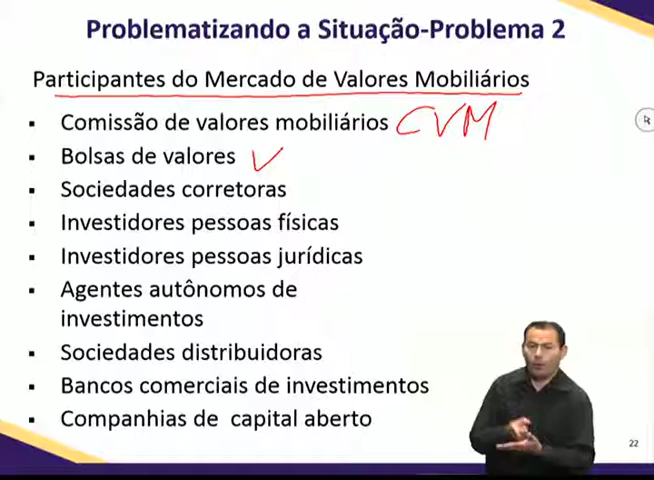 Problematizando a Situação-Problema 2
Participantes do Mercado de Valores Mobiliários
▪ Comissão de valores mobiliários CVM
▪ Bolsas de valores
▪ Sociedades corretoras
▪ Investidores pessoas físicas
▪ Investidores pessoas jurídicas
▪ Agentes autônomos de
investimentos
▪ Sociedades distribuidoras
▪ Bancos comerciais de investimentos
▪ Companhias de capital aberto
22